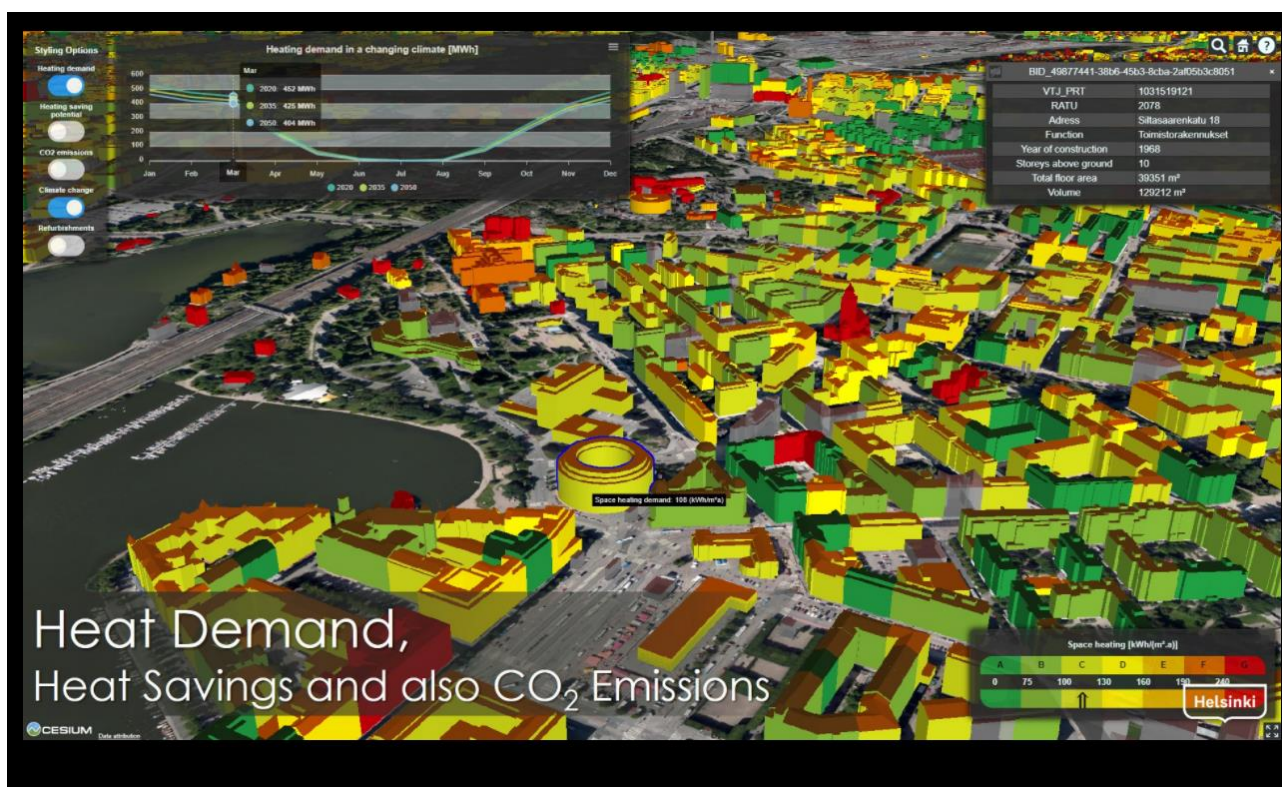 Styling Options
Heating demand
Heating saving
potential
CO2 emissions
Climate change
Refurbishments
Heating demand in a changing climate [MWh]
600
500
400
300
200
100
0
Mar
2020: 452 MWh
2035: 425 MWh
2050: 404 MWh
Jan Feb Mar Apr May Jun Jul Aug Sep Oct Nov Dec
2020 2035 2050
BID_49877441-38b6-45b3-8cba-2af05b3c8051 ×
VTJ_PRT 1031519121
RATU 2078
Adress Siltasaarenkatu 18
Function Toimistorakennukset
Year of construction 1968
Storeys above ground 10
Total floor area 39351 m²
Volume 129212 m³
Space heating demand: 108 (kWh/m²a)
Heat Demand,
Heat Savings and also CO₂ Emissions
Space heating [kWh/(m².a)]
A B C D E F G
0 75 100 130 160 190 240
Helsinki
CESIUM Data attribution